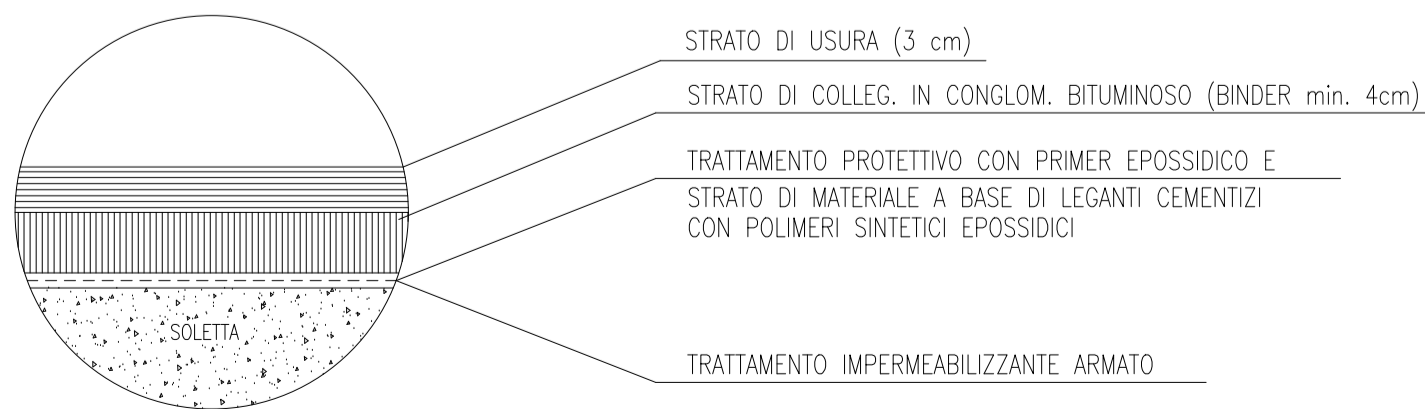 STRATO DI USURA (3 cm)
STRATO DI COLLEG. IN CONGLOM. BITUMINOSO (BINDER min. 4cm)
TRATTAMENTO PROTETTIVO CON PRIMER EPOSSIDICO E
STRATO DI MATERIALE A BASE DI LEGANTI CEMENTIZI
CON POLIMERI SINTETICI EPOSSIDICI
SOLETTA
TRATTAMENTO IMPERMEABILIZZANTE ARMATO